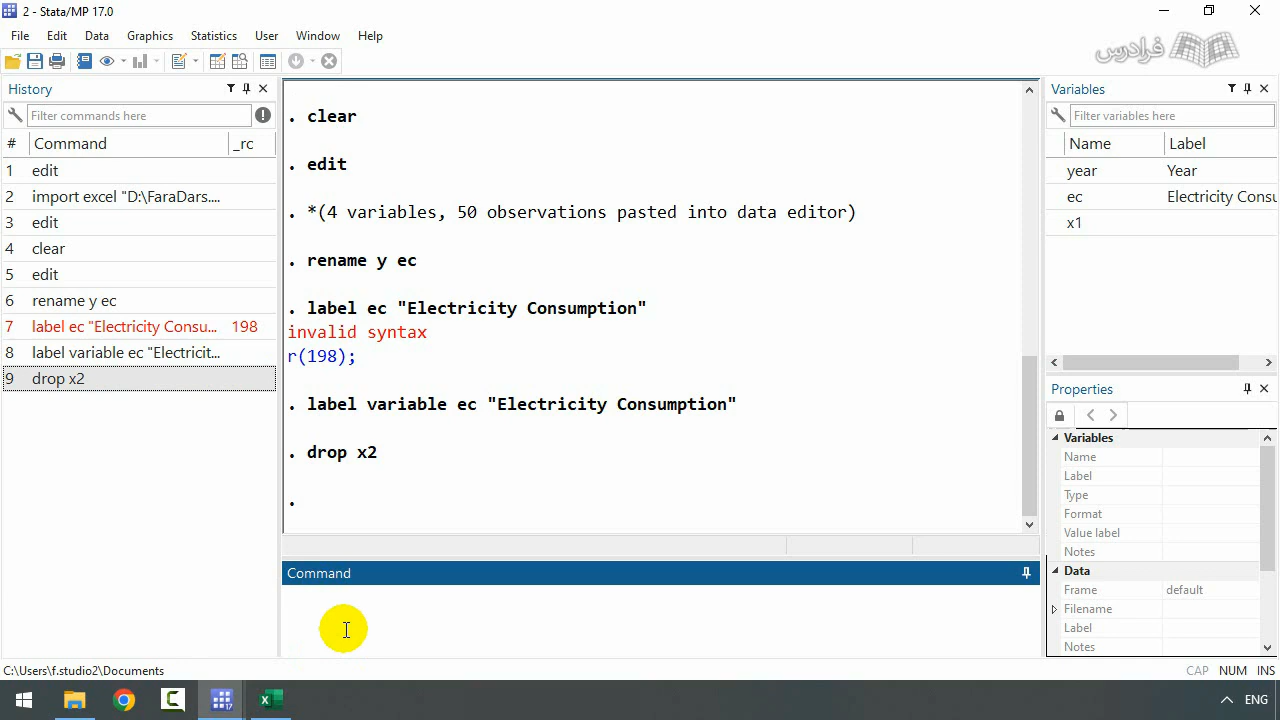 2 - Stata/MP 17.0
File Edit Data Graphics Statistics User Window Help
فرادرس
History
Filter commands here
# Command _rc
1 edit
2 import excel "D:\FaraDars....
3 edit
4 clear
5 edit
6 rename y ec
7 label ec "Electricity Consu... 198
8 label variable ec "Electricit...
9 drop x2
. clear
. edit
. *(4 variables, 50 observations pasted into data editor)
. rename y ec
. label ec "Electricity Consumption"
invalid syntax
r(198);
. label variable ec "Electricity Consumption"
. drop x2
.
Command
Variables
Filter variables here
Name Label
year Year
ec Electricity Consu
x1
Properties
Variables
Name
Label
Type
Format
Value label
Notes
Data
Frame default
Filename
Label
Notes
C:\Users\f.studio2\Documents
CAP NUM INS
17
ENG